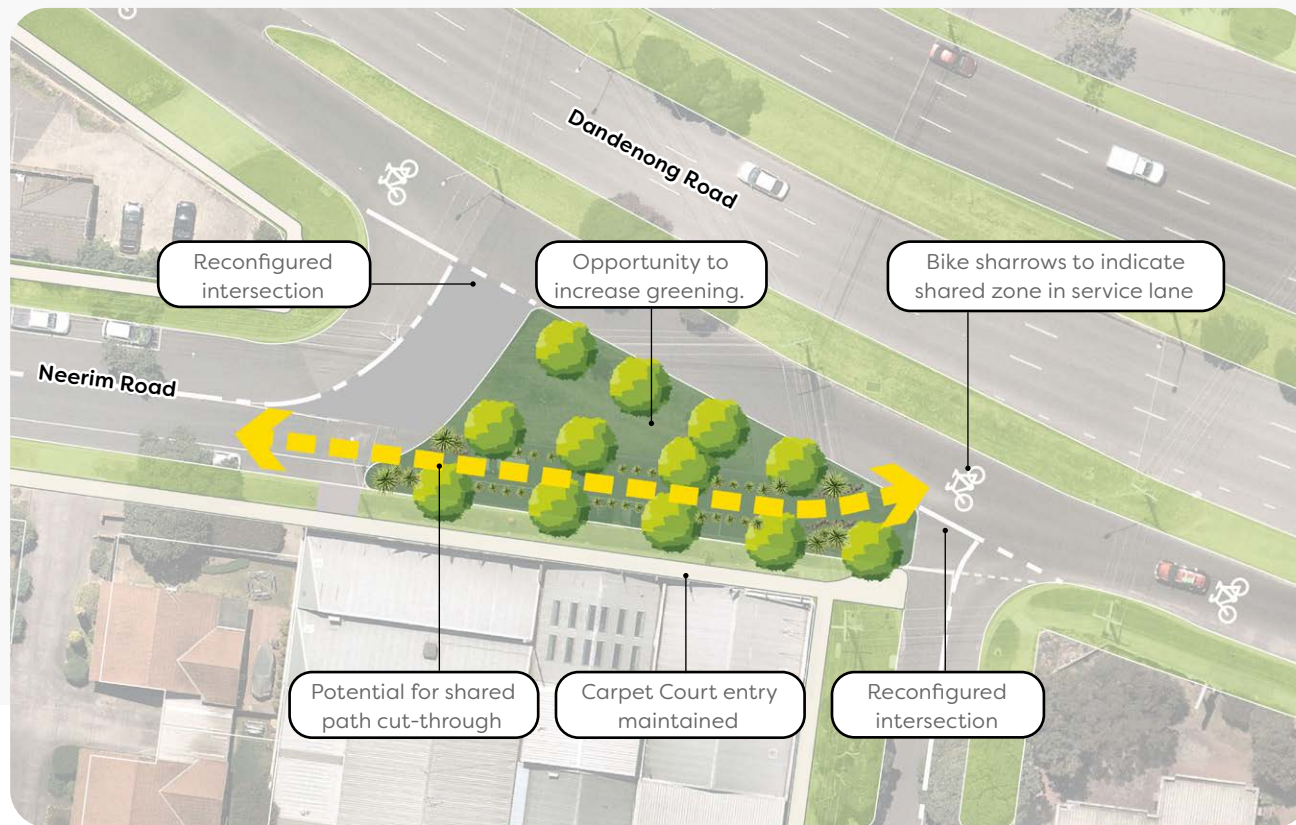 Dandenong Road
Reconfigured
intersection
Opportunity to
increase greening.
Bike sharrows to indicate
shared zone in service lane
Neerim Road
Potential for shared
path cut-through
Carpet Court entry
maintained
Reconfigured
intersection